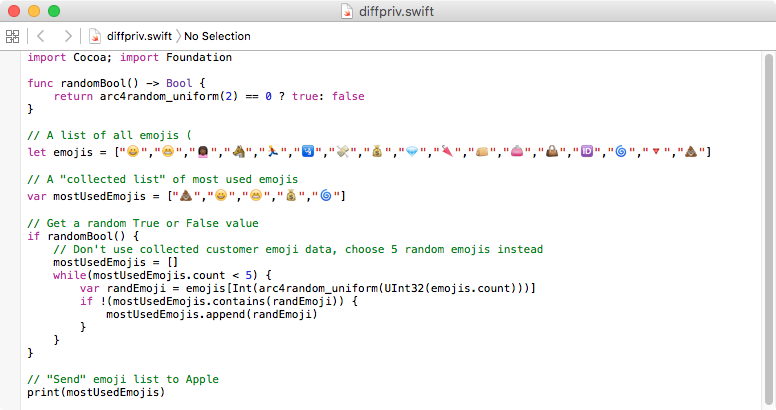 diffpriv.swift
diffpriv.swift No Selection
import Cocoa; import Foundation
func randomBool() -> Bool {
    return arc4random_uniform(2) == 0 ? true: false
}
// A list of all emojis (
let emojis = ["😄","😁","💁🏿","🐴","🏃","🚰","💸","💰","💎","🌂","👝","👛","👜","🆔","🌀","🔻","💩"]
// A "collected list" of most used emojis
var mostUsedEmojis = ["💩","😄","😁","💰","🌀"]
// Get a random True or False value
if randomBool() {
    // Don't use collected customer emoji data, choose 5 random emojis instead
    mostUsedEmojis = []
    while(mostUsedEmojis.count < 5) {
        var randEmoji = emojis[Int(arc4random_uniform(UInt32(emojis.count)))]
        if !(mostUsedEmojis.contains(randEmoji)) {
            mostUsedEmojis.append(randEmoji)
        }
    }
}
// "Send" emoji list to Apple
print(mostUsedEmojis)